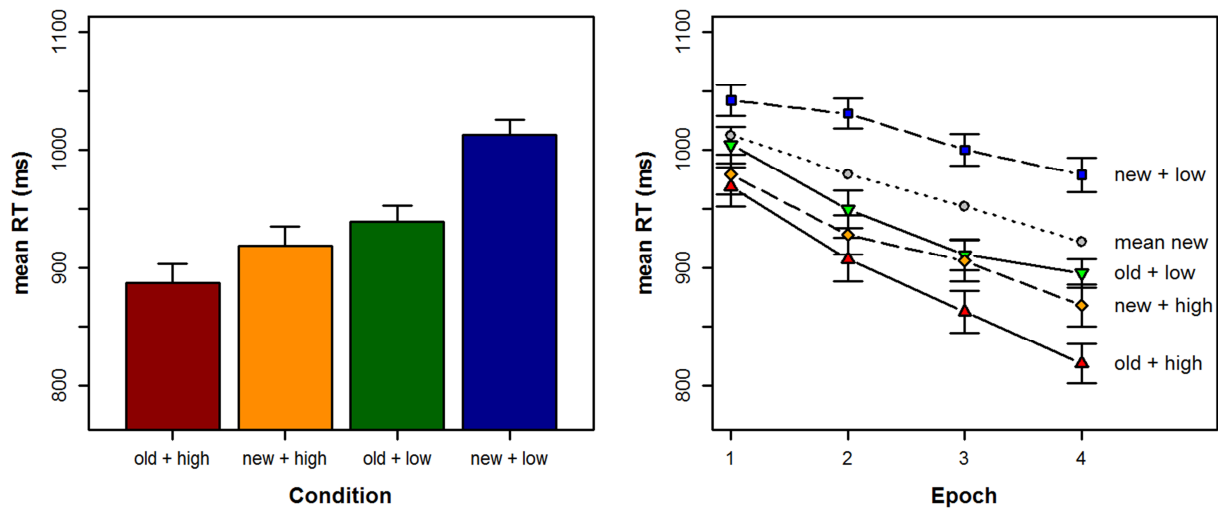 1100
1000
900
800
mean RT (ms)
old + high
new + high
old + low
new + low
Condition
1100
1000
900
800
mean RT (ms)
new + low
mean new
old + low
new + high
old + high
1
2
3
4
Epoch